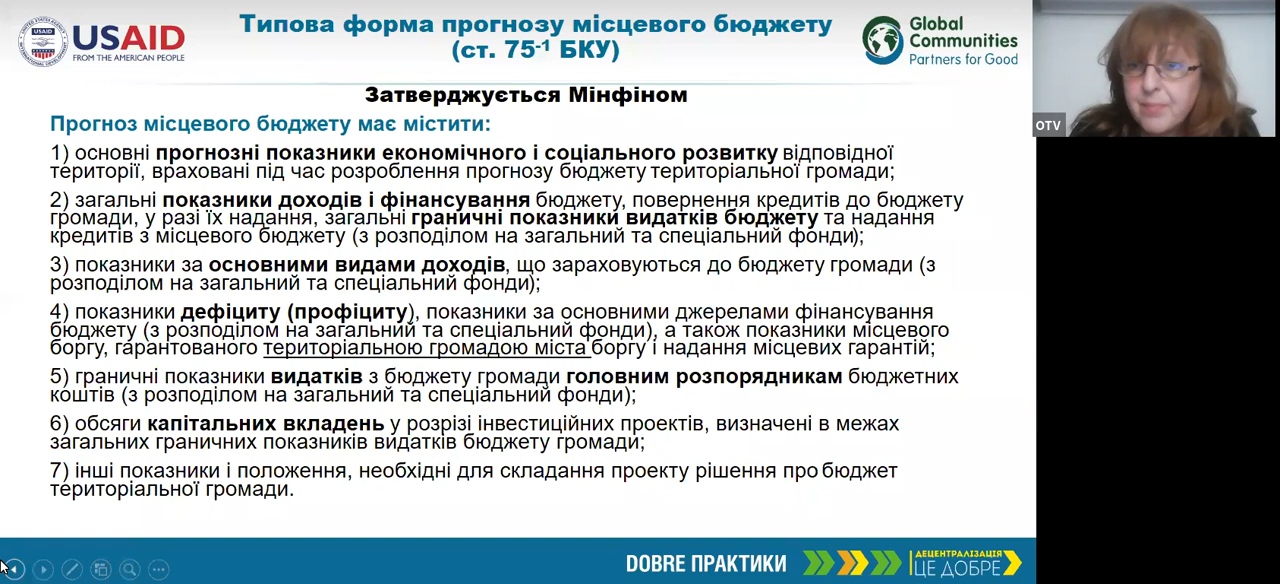 USAID
FROM THE AMERICAN PEOPLE
Типова форма прогнозу місцевого бюджету
(ст. 75-1 БКУ)
Global
Communities
Partners for Good
OTV
Затверджується Мінфіном
Прогноз місцевого бюджету має містити:
1) основні прогнозні показники економічного і соціального розвитку відповідної
території, враховані під час розроблення прогнозу бюджету територіальної громади;
2) загальні показники доходів і фінансування бюджету, повернення кредитів до бюджету
громади, у разі їх надання, загальні граничні показники видатків бюджету та надання
кредитів з місцевого бюджету (з розподілом на загальний та спеціальний фонди);
3) показники за основними видами доходів, що зараховуються до бюджету громади (з
розподілом на загальний та спеціальний фонди);
4) показники дефіциту (профіциту), показники за основними джерелами фінансування
бюджету (з розподілом на загальний та спеціальний фонди), а також показники місцевого
боргу, гарантованого територіальною громадою міста боргу і надання місцевих гарантій;
5) граничні показники видатків з бюджету громади головним розпорядникам бюджетних
коштів (з розподілом на загальний та спеціальний фонди);
6) обсяги капітальних вкладень у розрізі інвестиційних проектів, визначені в межах
загальних граничних показників видатків бюджету громади;
7) інші показники і положення, необхідні для складання проекту рішення про бюджет
територіальної громади.
DOBRE ПРАКТИКИ
ДЕЦЕНТРАЛІЗАЦІЯ
ЦЕ ДОБРЕ